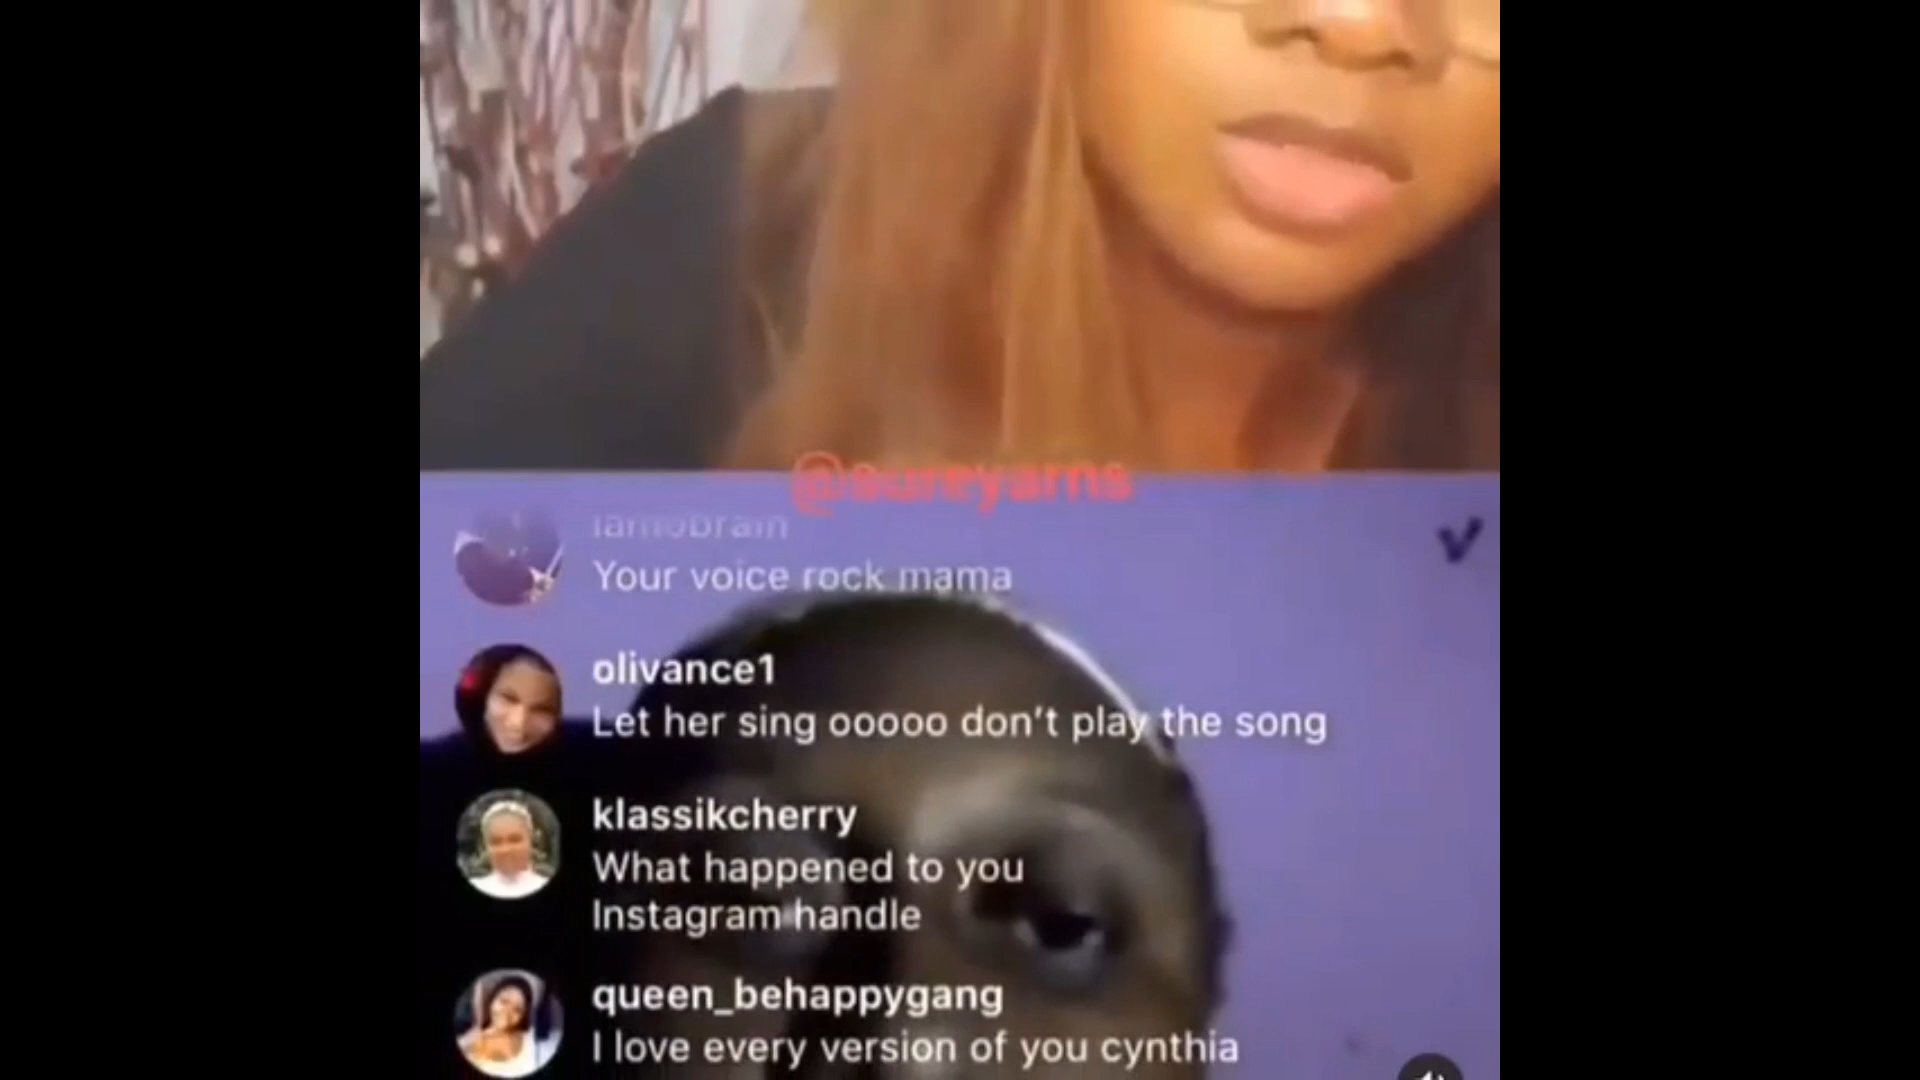 @sureyarns
Your voice rock mama
olivance1
Let her sing ooooo don't play the song
klassikcherry
What happened to you
Instagram handle
queen_behappygang
I love every version of you cynthia